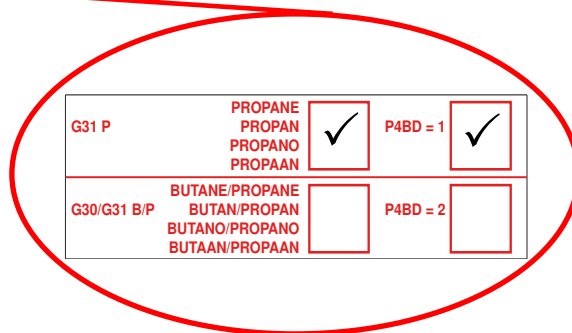 PROPANE
G31 P PROPAN ✓ P4BD = 1 ✓
PROPANO
PROPAAN
BUTANE/PROPANE
G30/G31 B/P BUTAN/PROPAN P4BD = 2
BUTANO/PROPANO
BUTAAN/PROPAAN